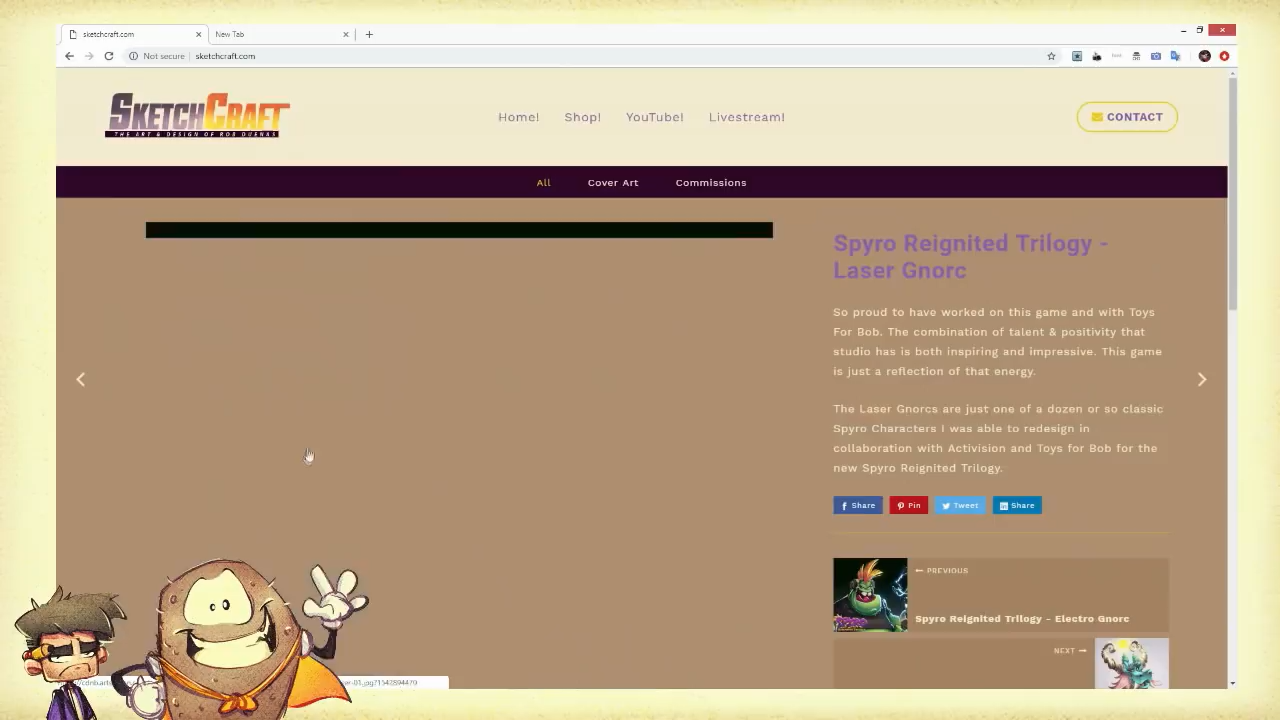 sketchcraft.com
New Tab
Not secure
sketchcraft.com
SKETCHCRAFT
THE ART & DESIGN OF ROB DUENAS
Home! Shop! YouTube! Livestream!
CONTACT
All Cover Art Commissions
Spyro Reignited Trilogy -
Laser Gnorc
So proud to have worked on this game and with Toys
For Bob. The combination of talent & positivity that
studio has is both inspiring and impressive. This game
is just a reflection of that energy.
The Laser Gnorcs are just one of a dozen or so classic
Spyro Characters I was able to redesign in
collaboration with Activision and Toys for Bob for the
new Spyro Reignited Trilogy.
Share Pin Tweet Share
PREVIOUS
Spyro Reignited Trilogy - Electro Gnorc
NEXT